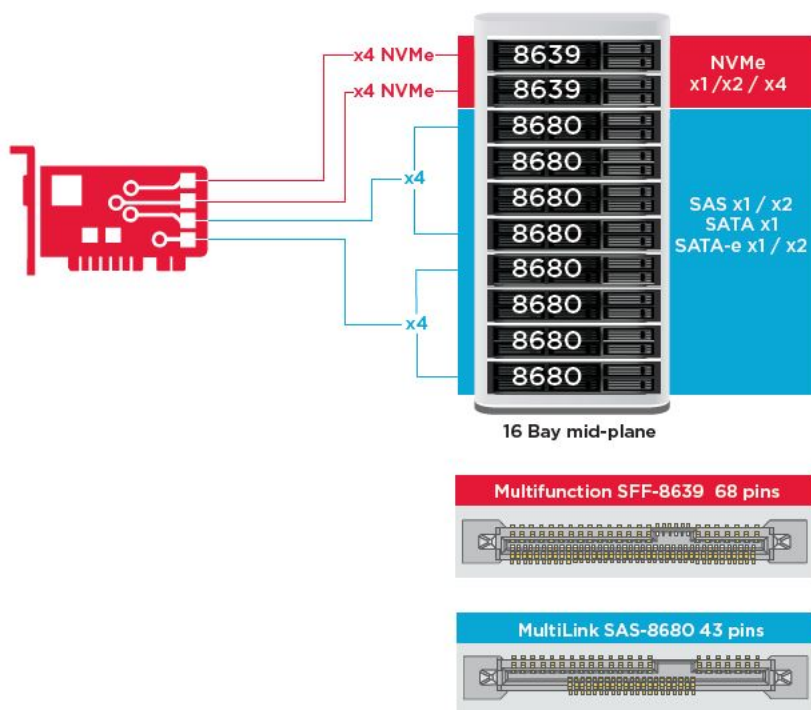 x4 NVMe
x4 NVMe
x4
x4
8639
8639
8680
8680
8680
8680
8680
8680
8680
8680
NVMe
x1 /x2 / x4
SAS x1 / x2
SATA x1
SATA-e x1 / x2
16 Bay mid-plane
Multifunction SFF-8639 68 pins
MultiLink SAS-8680 43 pins